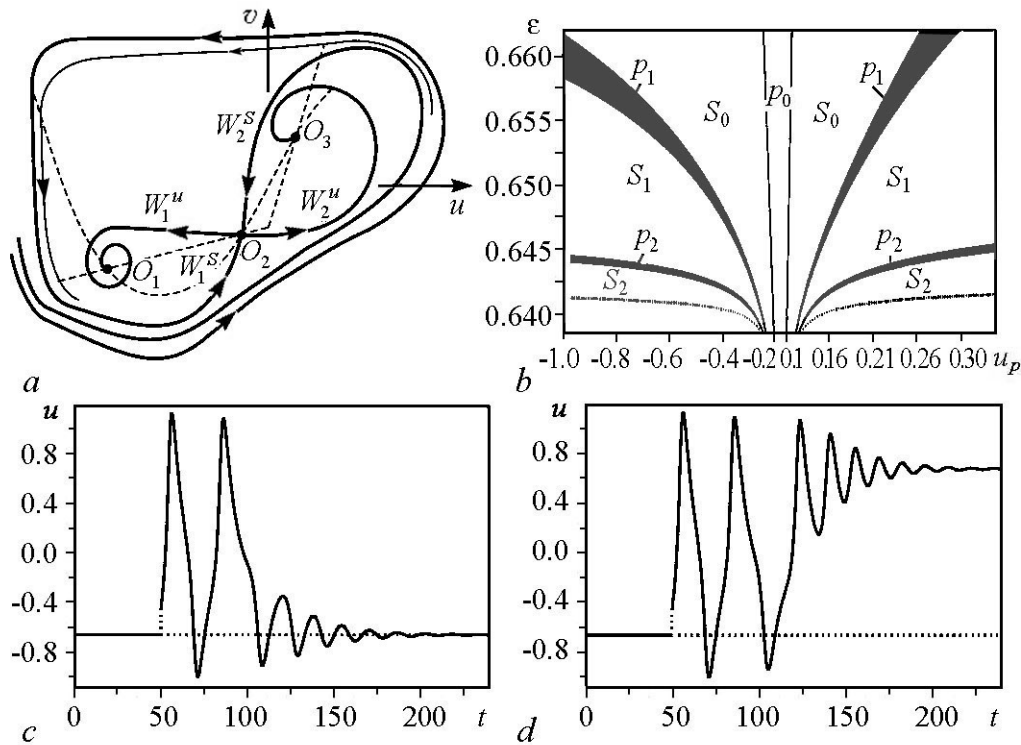 v
W₂ˢ
O₃
u
W₁ᵘ
W₂ᵘ
O₂
W₁ˢ
O₁
a
ε
0.660
0.655
0.650
0.645
0.640
p₁
p₀
p₁
S₀
S₀
S₁
S₁
p₂
p₂
S₂
S₂
-1.0 -0.8 -0.6 -0.4 -0.2 0.1 0.16 0.21 0.26 0.30 uₚ
b
u
0.8
0.4
0.0
-0.4
-0.8
0 50 100 150 200 t
c
u
0.8
0.4
0.0
-0.4
-0.8
0 50 100 150 200 t
d